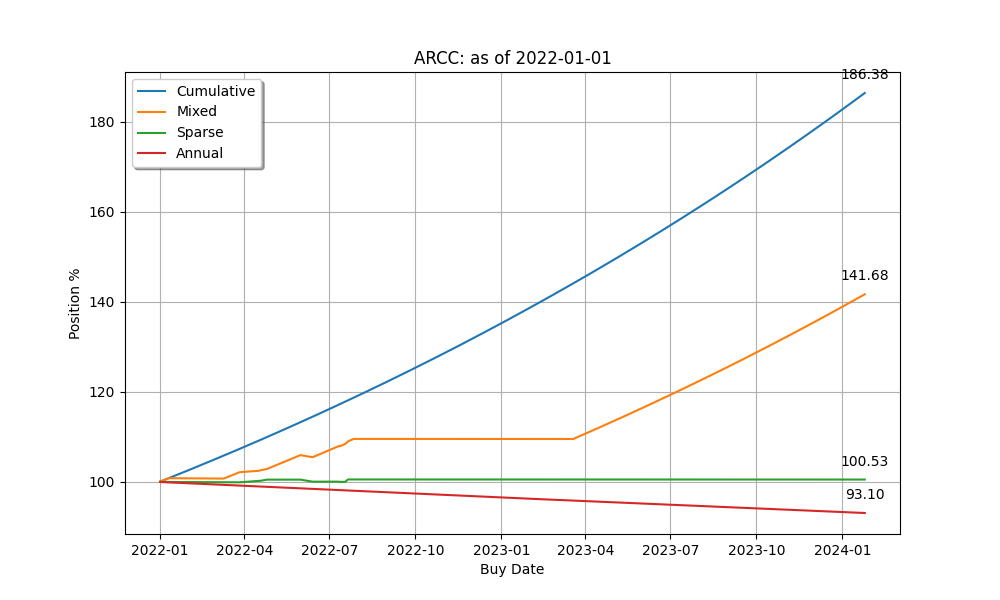 ARCC: as of 2022-01-01
186.38
Cumulative
Mixed
Sparse
Annual
180
160
141.68
140
120
100.53
100
93.10
Position %
2022-01 2022-04 2022-07 2022-10 2023-01 2023-04 2023-07 2023-10 2024-01
Buy Date